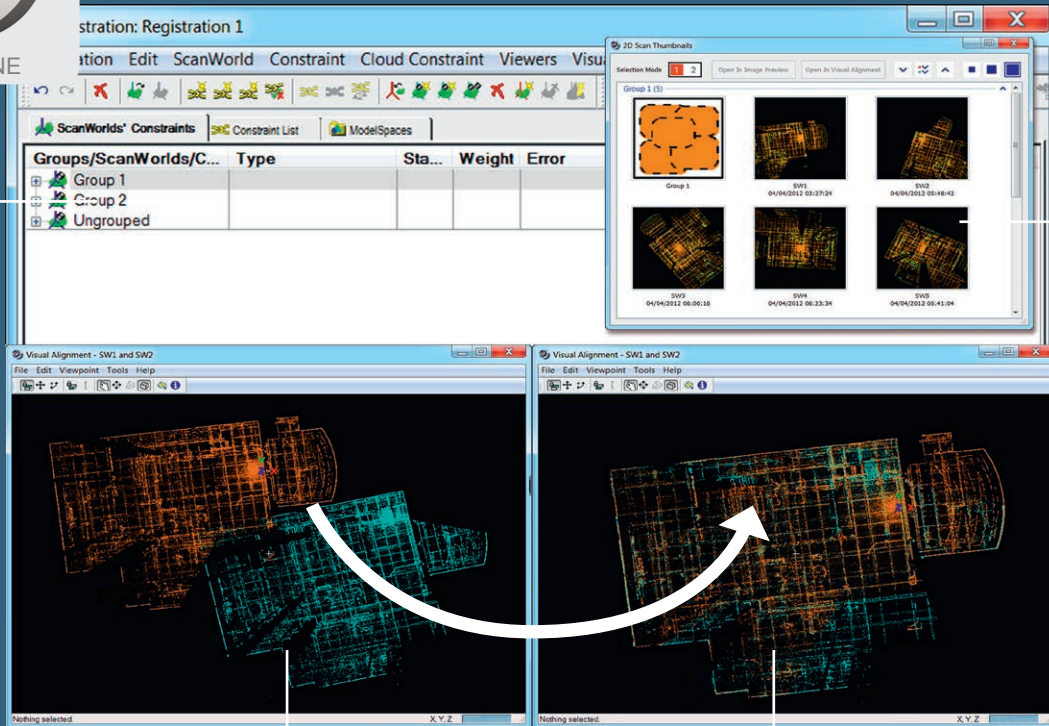 NE
stration: Registration 1
ation Edit ScanWorld Constraint Cloud Constraint Viewers Visu
ScanWorlds' Constraints
Constraint List
ModelSpaces
Groups/ScanWorlds/C... Type Sta... Weight Error
Group 1
Group 2
Ungrouped
2D Scan Thumbnails
Selection Mode 1 2 Open In Image Preview Open In Visual Alignment
Group 1 (5)
Group 1
SW1
04/04/2012 03:27:24
SW2
04/04/2012 05:48:42
SW3
04/04/2012 06:06:16
SW4
04/04/2012 06:23:34
SW5
04/04/2012 06:41:04
Visual Alignment - SW1 and SW2
File Edit Viewpoint Tools Help
Nothing selected.
X, Y, Z
Visual Alignment - SW1 and SW2
File Edit Viewpoint Tools Help
Nothing selected.
X, Y, Z